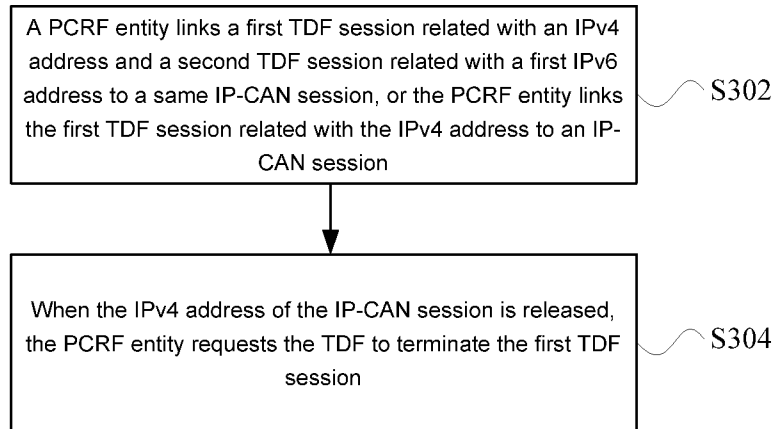 A PCRF entity links a first TDF session related with an IPv4
address and a second TDF session related with a first IPv6
address to a same IP-CAN session, or the PCRF entity links
the first TDF session related with the IPv4 address to an IP-
CAN session
S302
When the IPv4 address of the IP-CAN session is released,
the PCRF entity requests the TDF to terminate the first TDF
session
S304